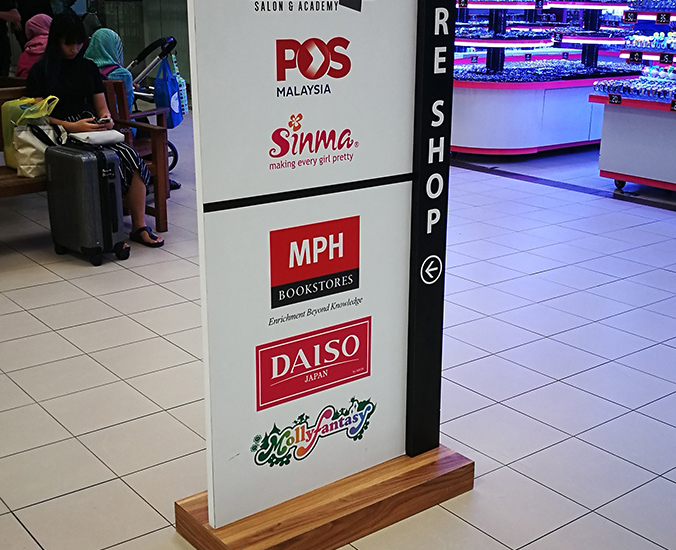 SALON & ACADEMY
POS
MALAYSIA
Sinma®
making every girl pretty
MPH
BOOKSTORES
Enrichment Beyond Knowledge
DAISO
JAPAN
Mollyfantasy
RE SHOP